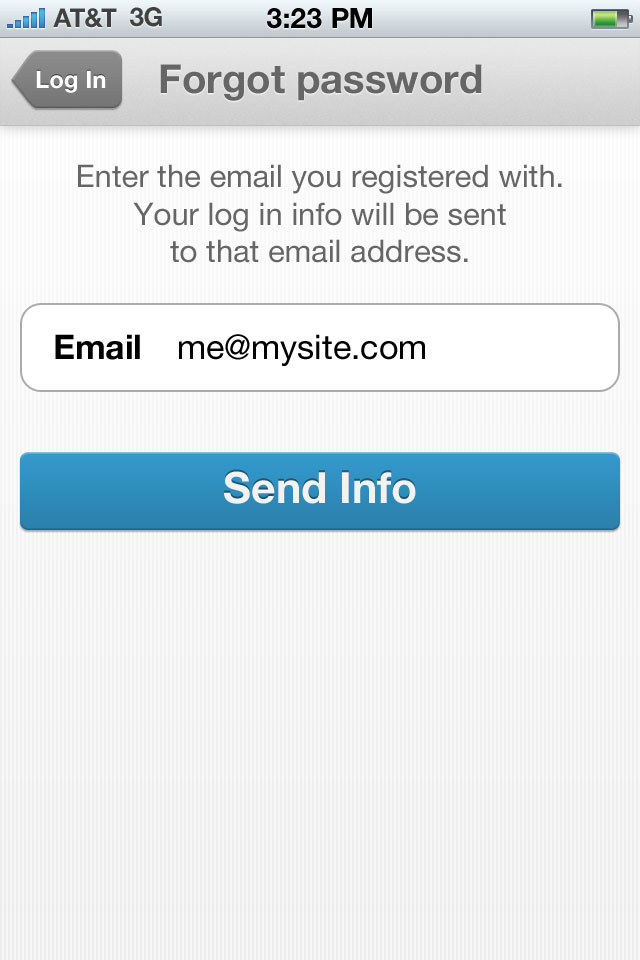 AT&T 3G 3:23 PM
Log In Forgot password
Enter the email you registered with.
Your log in info will be sent
to that email address.
Email me@mysite.com
Send Info